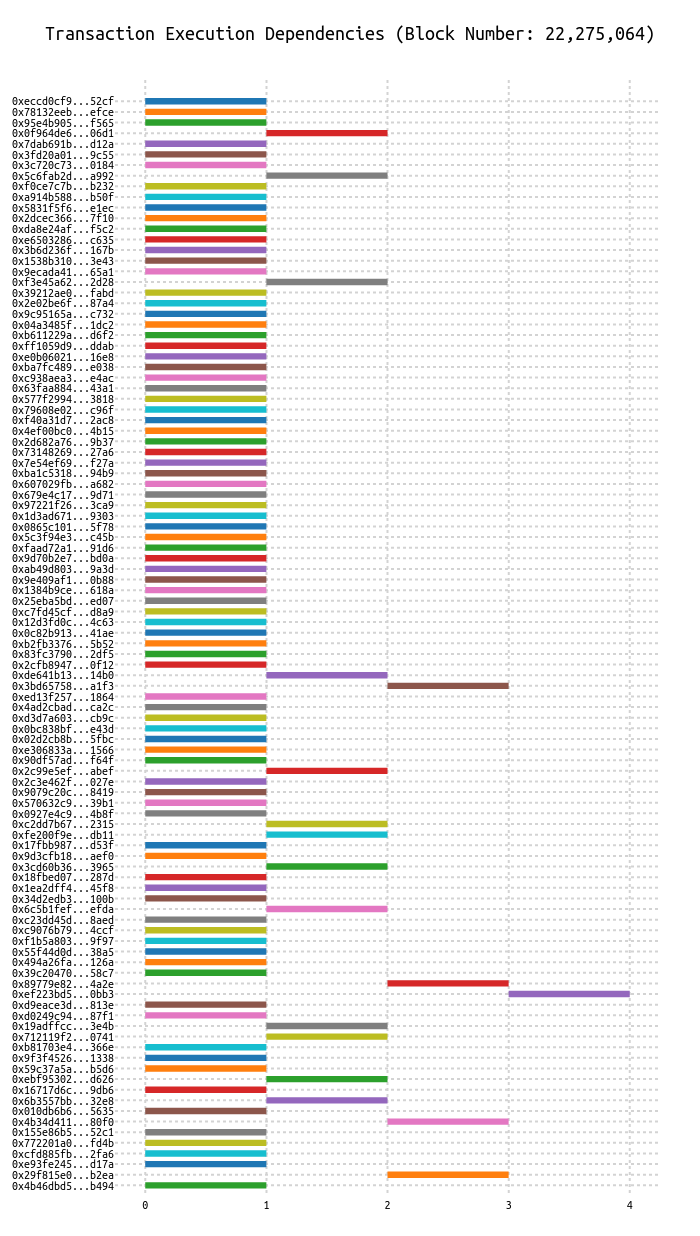 Transaction Execution Dependencies (Block Number: 22,275,064)
0xeccd0cf9...52cf
0x78132eeb...efce
0x95e4b905...f565
0x0f964de6...06d1
0x7dab691b...d12a
0x3fd20a01...9c55
0x3c720c73...0184
0x5c6fab2d...a992
0xf0ce7c7b...b232
0xa914b588...b50f
0x5831f5f6...e1ec
0x2dcec366...7f10
0xda8e24af...f5c2
0xe6503286...c635
0x3b6d236f...167b
0x1538b310...3e43
0x9ecada41...65a1
0xf3e45a62...2d28
0x39212ae0...fabd
0x2e02be6f...87a4
0x9c95165a...c732
0x04a3485f...1dc2
0xb611229a...d6f2
0xff1059d9...ddab
0xe0b06021...16e8
0xba7fc489...e038
0xc938aea3...e4ac
0x63faa884...43a1
0x577f2994...3818
0x79608e02...c96f
0xf40a31d7...2ac8
0x4ef00bc0...4b15
0x2d682a76...9b37
0x73148269...27a6
0x7e54ef69...f27a
0xba1c5318...94b9
0x607029fb...a682
0x679e4c17...9d71
0x97221f26...3ca9
0x1d3ad671...9303
0x0865c101...5f78
0x5c3f94e3...c45b
0xfaad72a1...91d6
0x9d70b2e7...bd0a
0xab49d803...9a3d
0x9e409af1...0b88
0x1384b9ce...618a
0x25eba5bd...ed07
0xc7fd45cf...d8a9
0x12d3fd0c...4c63
0x0c82b913...41ae
0xb2fb3376...5b52
0x83fc3790...2df5
0x2cfb8947...0f12
0xde641b13...14b0
0x3bd65758...a1f3
0xed13f257...1864
0x4ad2cbad...ca2c
0xd3d7a603...cb9c
0x0bc838bf...e43d
0x02d2cb8b...5fbc
0xe306833a...1566
0x90df57ad...f64f
0x2c99e5ef...abef
0x2c3e462f...027e
0x9079c20c...8419
0x570632c9...39b1
0x0927e4c9...4b8f
0xc2dd7b67...2315
0xfe200f9e...db11
0x17fbb987...d53f
0x9d3cfb18...aef0
0x3cd60b36...3965
0x18fbed07...287d
0x1ea2dff4...45f8
0x34d2edb3...100b
0x6c5b1fef...efda
0xc23dd45d...8aed
0xc9076b79...4ccf
0xf1b5a803...9f97
0x55f44d0d...38a5
0x494a26fa...126a
0x39c20470...58c7
0x89779e82...4a2e
0xef223bd5...0bb3
0xd9eace3d...813e
0xd0249c94...87f1
0x19adffcc...3e4b
0x712119f2...0741
0xb81703e4...366e
0x9f3f4526...1338
0x59c37a5a...b5d6
0xebf95302...d626
0x16717d6c...9db6
0x6b3557bb...32e8
0x010db6b6...5635
0x4b34d411...80f0
0x155e86b5...52c1
0x772201a0...fd4b
0xcfd885fb...2fa6
0xe93fe245...d17a
0x29f815e0...b2ea
0x4b46dbd5...b494
0 1 2 3 4